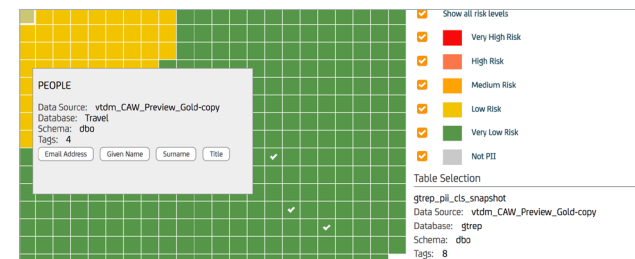 PEOPLE
Data Source: vtdm_CAW_Preview_Gold-copy
Database: Travel
Schema: dbo
Tags: 4
Email Address Given Name Surname Title
Show all risk levels
Very High Risk
High Risk
Medium Risk
Low Risk
Very Low Risk
Not PII
Table Selection
gtrep_pii_cls_snapshot
Data Source: vtdm_CAW_Preview_Gold-copy
Database: gtrep
Schema: dbo
Tags: 8